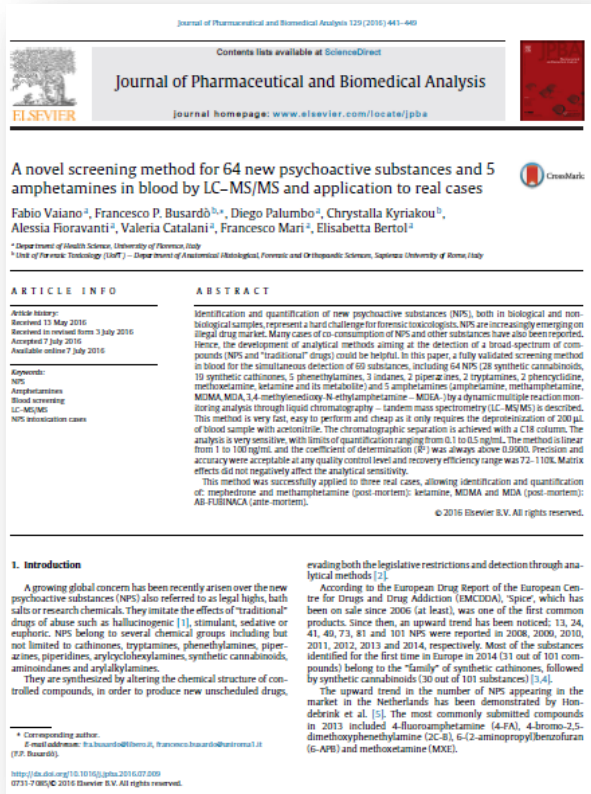 Journal of Pharmaceutical and Biomedical Analysis 129 (2016) 441–449
Contents lists available at ScienceDirect
Journal of Pharmaceutical and Biomedical Analysis
journal homepage: www.elsevier.com/locate/jpba
ELSEVIER
JPBA
A novel screening method for 64 new psychoactive substances and 5
amphetamines in blood by LC–MS/MS and application to real cases
CrossMark
Fabio Vaiano a, Francesco P. Busardò b,*, Diego Palumbo a, Chrystalla Kyriakou b,
Alessia Fioravanti a, Valeria Catalani a, Francesco Mari a, Elisabetta Bertol a
a Department of Health Science, University of Florence, Italy
b Unit of Forensic Toxicology (UoFT) – Department of Anatomical Histological, Forensic and Orthopaedic Sciences, Sapienza University of Rome, Italy
ARTICLE INFO
Article history:
Received 13 May 2016
Received in revised form 3 July 2016
Accepted 7 July 2016
Available online 7 July 2016
Keywords:
NPS
Amphetamines
Blood screening
LC-MS/MS
NPS intoxication cases
ABSTRACT
Identification and quantification of new psychoactive substances (NPS), both in biological and non-
biological samples, represent a hard challenge for forensic toxicologists. NPS are increasingly emerging on
illegal drug market. Many cases of co-consumption of NPS and other substances have also been reported.
Hence, the development of analytical methods aiming at the detection of a broad-spectrum of com-
pounds (NPS and "traditional" drugs) could be helpful. In this paper, a fully validated screening method
in blood for the simultaneous detection of 69 substances, including 64 NPS (28 synthetic cannabinoids,
19 synthetic cathinones, 5 phenethylamines, 3 indanes, 2 piperazines, 2 tryptamines, 2 phencyclidine,
methoxetamine, ketamine and its metabolite) and 5 amphetamines (amphetamine, methamphetamine,
MDMA, MDA, 3,4-methylenedioxy-N-ethylamphetamine – MDEA-) by a dynamic multiple reaction mo-
nitoring analysis through liquid chromatography – tandem mass spectrometry (LC–MS/MS) is described.
This method is very fast, easy to perform and cheap as it only requires the deproteinization of 200 µL
of blood sample with acetonitrile. The chromatographic separation is achieved with a C18 column. The
analysis is very sensitive, with limits of quantification ranging from 0.1 to 0.5 ng/mL. The method is linear
from 1 to 100 ng/mL and the coefficient of determination (R²) was always above 0.9900. Precision and
accuracy were acceptable at any quality control level and recovery efficiency range was 72–110%. Matrix
effects did not negatively affect the analytical sensitivity.
This method was successfully applied to three real cases, allowing identification and quantification
of: mephedrone and methamphetamine (post-mortem); ketamine, MDMA and MDA (post-mortem);
AB-FUBINACA (ante-mortem).
© 2016 Elsevier B.V. All rights reserved.
1. Introduction
A growing global concern has been recently arisen over the new
psychoactive substances (NPS) also referred to as legal highs, bath
salts or research chemicals. They imitate the effects of "traditional"
drugs of abuse such as hallucinogenic [1], stimulant, sedative or
euphoric. NPS belong to several chemical groups including but
not limited to cathinones, tryptamines, phenethylamines, piper-
azines, piperidines, arylcyclohexylamines, synthetic cannabinoids,
aminoindanes and arylalkylamines.
They are synthesized by altering the chemical structure of con-
trolled compounds, in order to produce new unscheduled drugs,
* Corresponding author.
E-mail addresses: fra.busardo@libero.it, francesco.busardo@uniroma1.it
(F.P. Busardò).
http://dx.doi.org/10.1016/j.jpba.2016.07.009
0731-7085/© 2016 Elsevier B.V. All rights reserved.
evading both the legislative restrictions and detection through ana-
lytical methods [2].
According to the European Drug Report of the European Cen-
tre for Drugs and Drug Addiction (EMCDDA), 'Spice', which has
been on sale since 2006 (at least), was one of the first common
products. Since then, an upward trend has been noticed; 13, 24,
41, 49, 73, 81 and 101 NPS were reported in 2008, 2009, 2010,
2011, 2012, 2013 and 2014, respectively. Most of the substances
identified for the first time in Europe in 2014 (31 out of 101 com-
pounds) belong to the "family" of synthetic cathinones, followed
by synthetic cannabinoids (30 out of 101 substances) [3,4].
The upward trend in the number of NPS appearing in the
market in the Netherlands has been demonstrated by Hon-
debrink et al. [5]. The most commonly submitted compounds
in 2013 included 4-fluoroamphetamine (4-FA), 4-bromo-2,5-
dimethoxyphenethylamine (2C-B), 6-(2-aminopropyl)benzofuran
(6-APB) and methoxetamine (MXE).